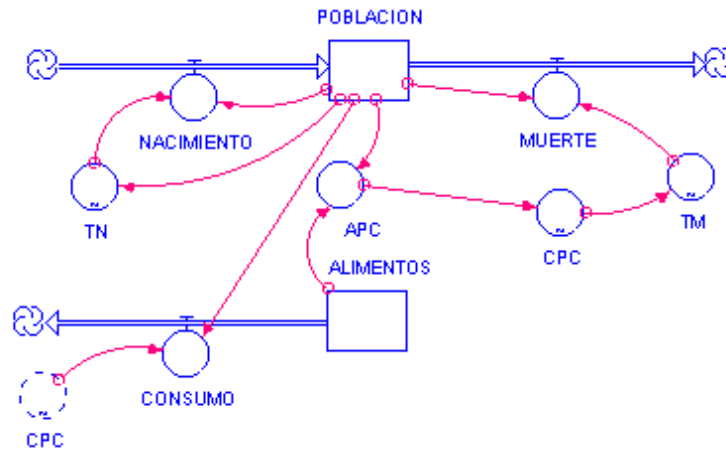 POBLACION
NACIMIENTO
MUERTE
TN
APC
CPC
TM
ALIMENTOS
CONSUMO
CPC